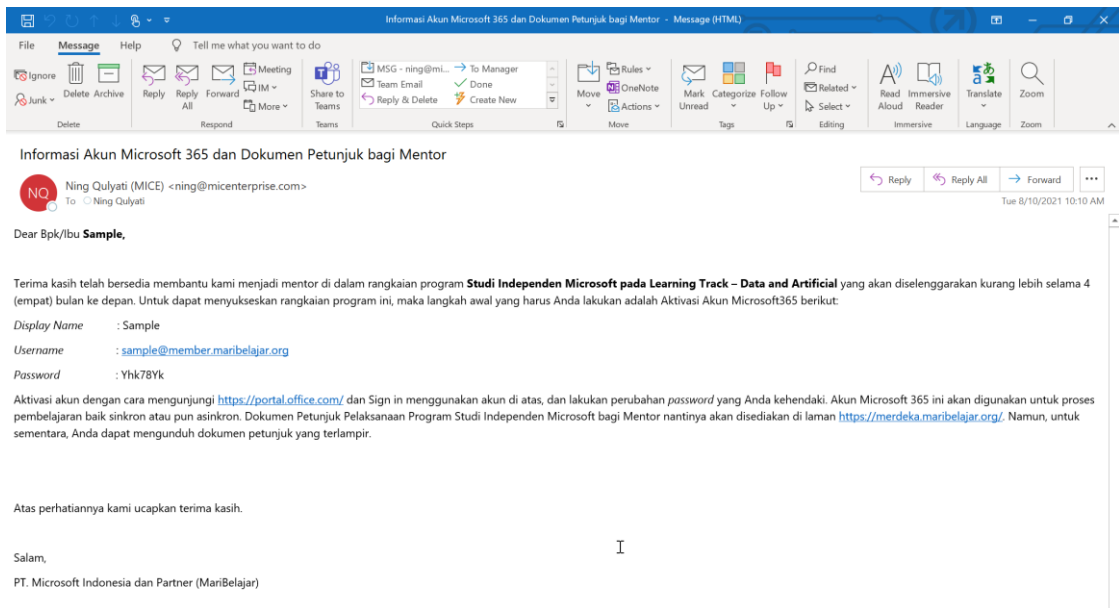 Informasi Akun Microsoft 365 dan Dokumen Petunjuk bagi Mentor - Message (HTML)
File Message Help Tell me what you want to do
Ignore
Junk
Delete Archive
Delete
Reply Reply All Forward
Meeting
IM
More
Respond
Share to Teams
Teams
MSG - ning@mi... To Manager
Team Email Done
Reply & Delete Create New
Quick Steps
Move
Rules
OneNote
Actions
Move
Mark Unread Categorize Follow Up
Tags
Find
Related
Select
Editing
Read Aloud Immersive Reader
Immersive
Translate
Language
Zoom
Zoom
Informasi Akun Microsoft 365 dan Dokumen Petunjuk bagi Mentor
NQ
Ning Qulyati (MICE) <ning@micenterprise.com>
To Ning Qulyati
Reply Reply All Forward ...
Tue 8/10/2021 10:10 AM
Dear Bpk/Ibu Sample,
Terima kasih telah bersedia membantu kami menjadi mentor di dalam rangkaian program Studi Independen Microsoft pada Learning Track – Data and Artificial yang akan diselenggarakan kurang lebih selama 4
(empat) bulan ke depan. Untuk dapat menyukseskan rangkaian program ini, maka langkah awal yang harus Anda lakukan adalah Aktivasi Akun Microsoft365 berikut:
Display Name : Sample
Username : sample@member.maribelajar.org
Password : Yhk78Yk
Aktivasi akun dengan cara mengunjungi https://portal.office.com/ dan Sign in menggunakan akun di atas, dan lakukan perubahan password yang Anda kehendaki. Akun Microsoft 365 ini akan digunakan untuk proses
pembelajaran baik sinkron atau pun asinkron. Dokumen Petunjuk Pelaksanaan Program Studi Independen Microsoft bagi Mentor nantinya akan disediakan di laman https://merdeka.maribelajar.org/. Namun, untuk
sementara, Anda dapat mengunduh dokumen petunjuk yang terlampir.
Atas perhatiannya kami ucapkan terima kasih.
Salam,
PT. Microsoft Indonesia dan Partner (MariBelajar)